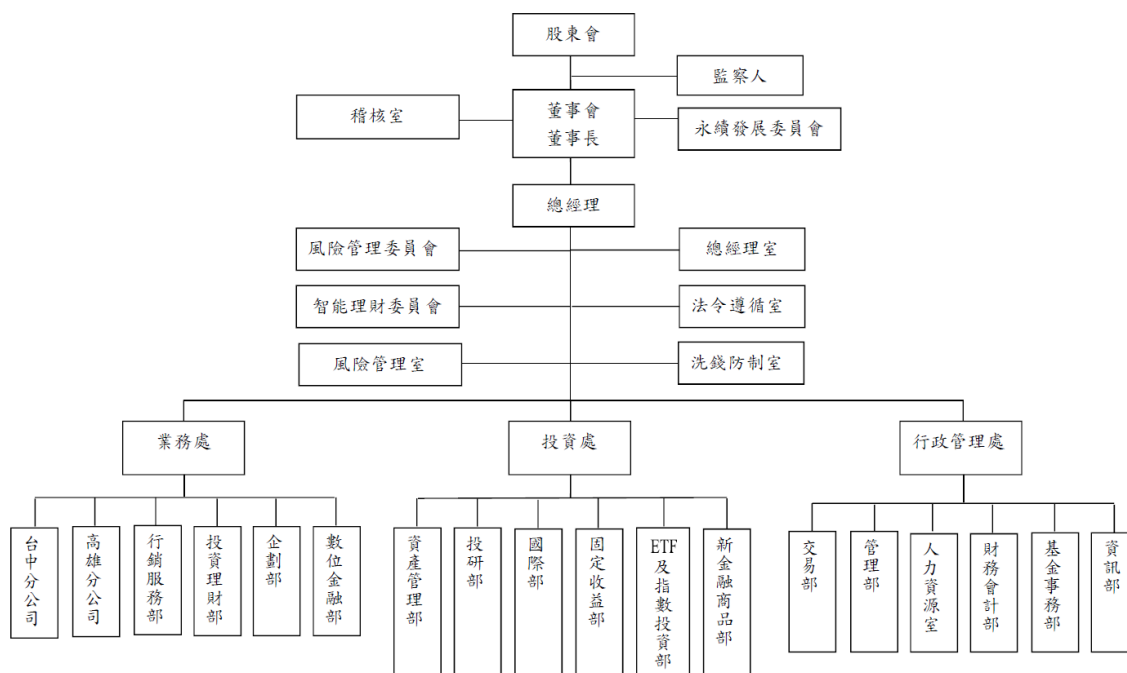 股東會
監察人
稽核室
董事會
董事長
永續發展委員會
總經理
風險管理委員會
總經理室
智能理財委員會
法令遵循室
風險管理室
洗錢防制室
業務處
投資處
行政管理處
台中分公司
高雄分公司
行銷服務部
投資理財部
企劃部
數位金融部
資產管理部
投研部
國際部
固定收益部
ETF及指數投資部
新金融商品部
交易部
管理部
人力資源室
財務會計部
基金事務部
資訊部